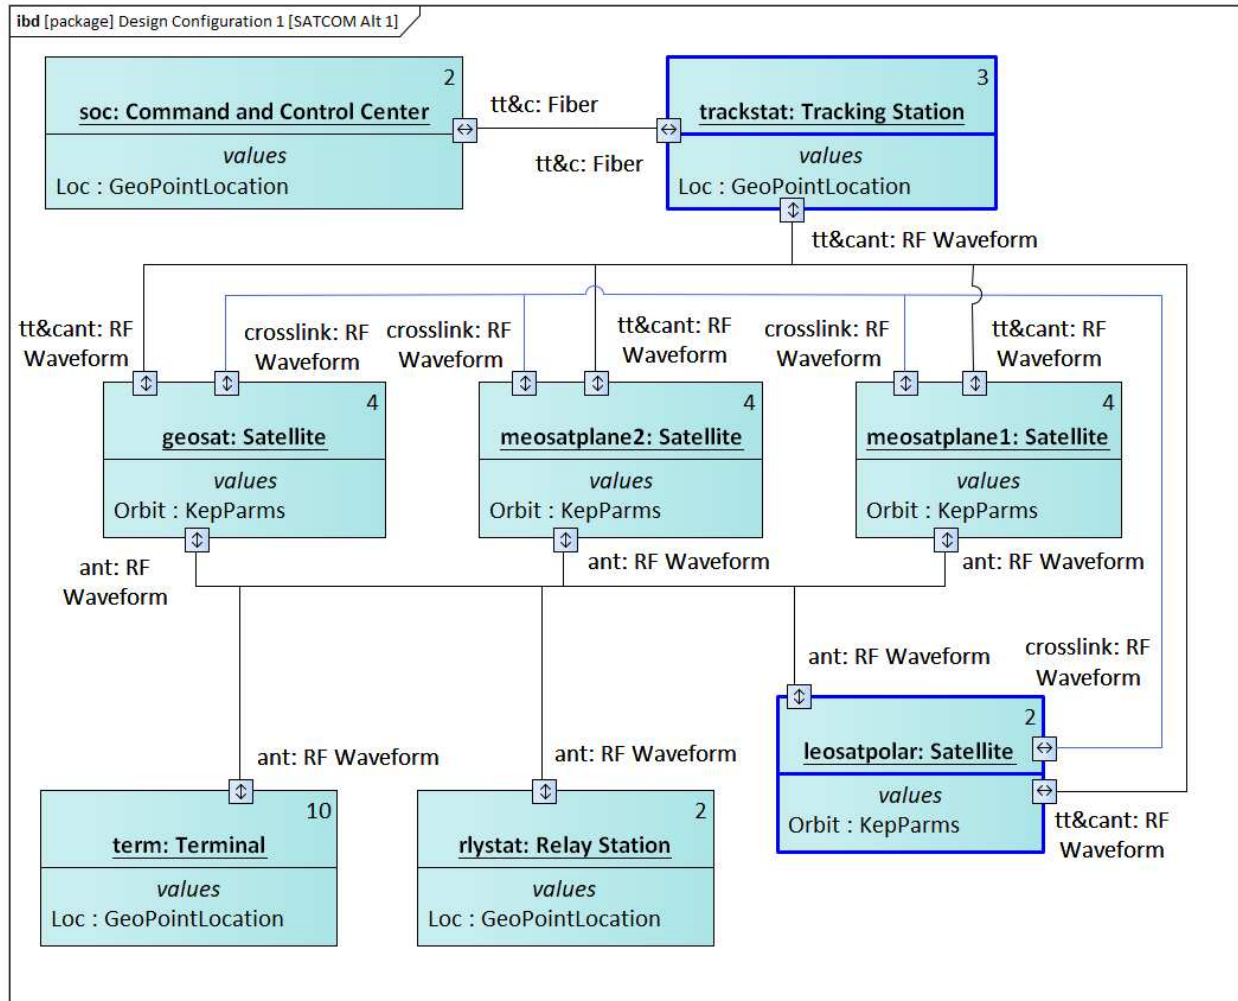 ibd [package] Design Configuration 1 [SATCOM Alt 1]
2
soc: Command and Control Center
values
Loc : GeoPointLocation
tt&c: Fiber
tt&c: Fiber
3
trackstat: Tracking Station
values
Loc : GeoPointLocation
tt&cant: RF Waveform
tt&cant: RF
Waveform
crosslink: RF
Waveform
crosslink: RF
Waveform
tt&cant: RF
Waveform
crosslink: RF
Waveform
tt&cant: RF
Waveform
4
geosat: Satellite
values
Orbit : KepParms
4
meosatplane2: Satellite
values
Orbit : KepParms
4
meosatplane1: Satellite
values
Orbit : KepParms
ant: RF
Waveform
ant: RF Waveform
ant: RF Waveform
ant: RF Waveform
crosslink: RF
Waveform
2
leosatpolar: Satellite
values
Orbit : KepParms
tt&cant: RF
Waveform
ant: RF Waveform
ant: RF Waveform
10
term: Terminal
values
Loc : GeoPointLocation
2
rlystat: Relay Station
values
Loc : GeoPointLocation